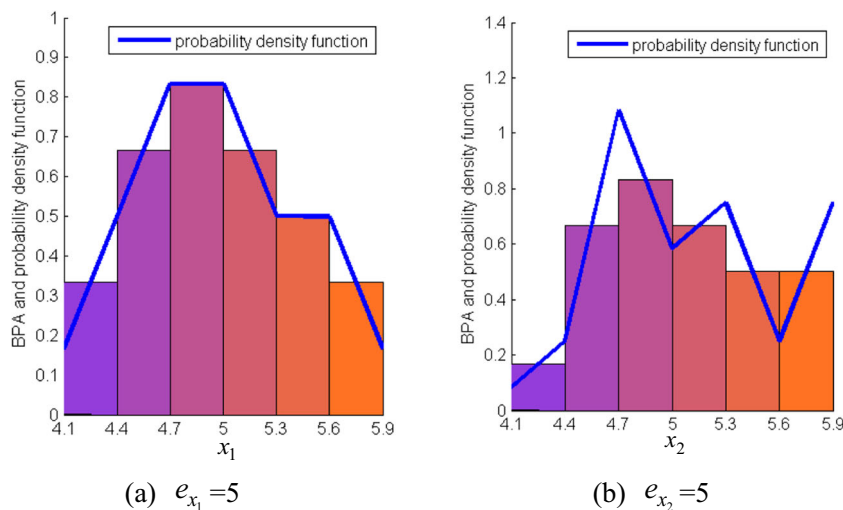 probability density function
BPA and probability density function
1
0.9
0.8
0.7
0.6
0.5
0.4
0.3
0.2
0.1
0
4.1 4.4 4.7 5 5.3 5.6 5.9
x₁
(a) eₓ₁ =5
probability density function
BPA and probability density function
1.4
1.2
1
0.8
0.6
0.4
0.2
0
4.1 4.4 4.7 5 5.3 5.6 5.9
x₂
(b) eₓ₂ =5